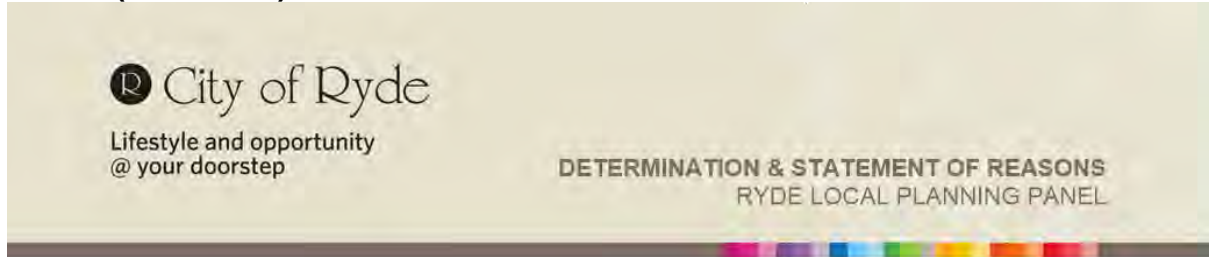 R City of Ryde
Lifestyle and opportunity
@ your doorstep
DETERMINATION & STATEMENT OF REASONS
RYDE LOCAL PLANNING PANEL